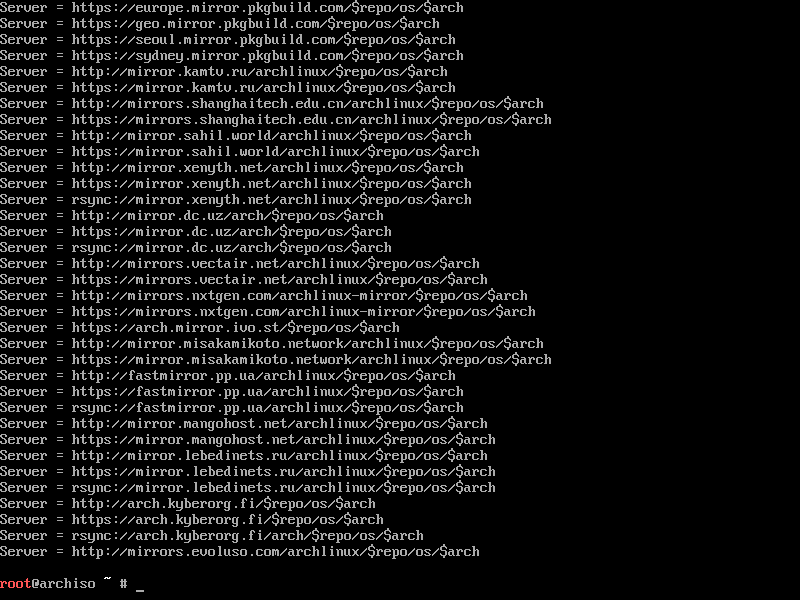 Server = https://europe.mirror.pkgbuild.com/$repo/os/$arch
Server = https://geo.mirror.pkgbuild.com/$repo/os/$arch
Server = https://seoul.mirror.pkgbuild.com/$repo/os/$arch
Server = https://sydney.mirror.pkgbuild.com/$repo/os/$arch
Server = http://mirror.kamtv.ru/archlinux/$repo/os/$arch
Server = https://mirror.kamtv.ru/archlinux/$repo/os/$arch
Server = http://mirrors.shanghaitech.edu.cn/archlinux/$repo/os/$arch
Server = https://mirrors.shanghaitech.edu.cn/archlinux/$repo/os/$arch
Server = http://mirror.sahil.world/archlinux/$repo/os/$arch
Server = https://mirror.sahil.world/archlinux/$repo/os/$arch
Server = http://mirror.xenyth.net/archlinux/$repo/os/$arch
Server = https://mirror.xenyth.net/archlinux/$repo/os/$arch
Server = rsync://mirror.xenyth.net/archlinux/$repo/os/$arch
Server = http://mirror.dc.uz/arch/$repo/os/$arch
Server = https://mirror.dc.uz/arch/$repo/os/$arch
Server = rsync://mirror.dc.uz/arch/$repo/os/$arch
Server = http://mirrors.vectair.net/archlinux/$repo/os/$arch
Server = https://mirrors.vectair.net/archlinux/$repo/os/$arch
Server = http://mirrors.nxtgen.com/archlinux-mirror/$repo/os/$arch
Server = https://mirrors.nxtgen.com/archlinux-mirror/$repo/os/$arch
Server = https://arch.mirror.ivo.st/$repo/os/$arch
Server = http://mirror.misakamikoto.network/archlinux/$repo/os/$arch
Server = https://mirror.misakamikoto.network/archlinux/$repo/os/$arch
Server = http://fastmirror.pp.ua/archlinux/$repo/os/$arch
Server = https://fastmirror.pp.ua/archlinux/$repo/os/$arch
Server = rsync://fastmirror.pp.ua/archlinux/$repo/os/$arch
Server = http://mirror.mangohost.net/archlinux/$repo/os/$arch
Server = https://mirror.mangohost.net/archlinux/$repo/os/$arch
Server = http://mirror.lebedinets.ru/archlinux/$repo/os/$arch
Server = https://mirror.lebedinets.ru/archlinux/$repo/os/$arch
Server = rsync://mirror.lebedinets.ru/archlinux/$repo/os/$arch
Server = http://arch.kyberorg.fi/$repo/os/$arch
Server = https://arch.kyberorg.fi/$repo/os/$arch
Server = rsync://arch.kyberorg.fi/arch/$repo/os/$arch
Server = http://mirrors.evoluso.com/archlinux/$repo/os/$arch
root@archiso ~ # _